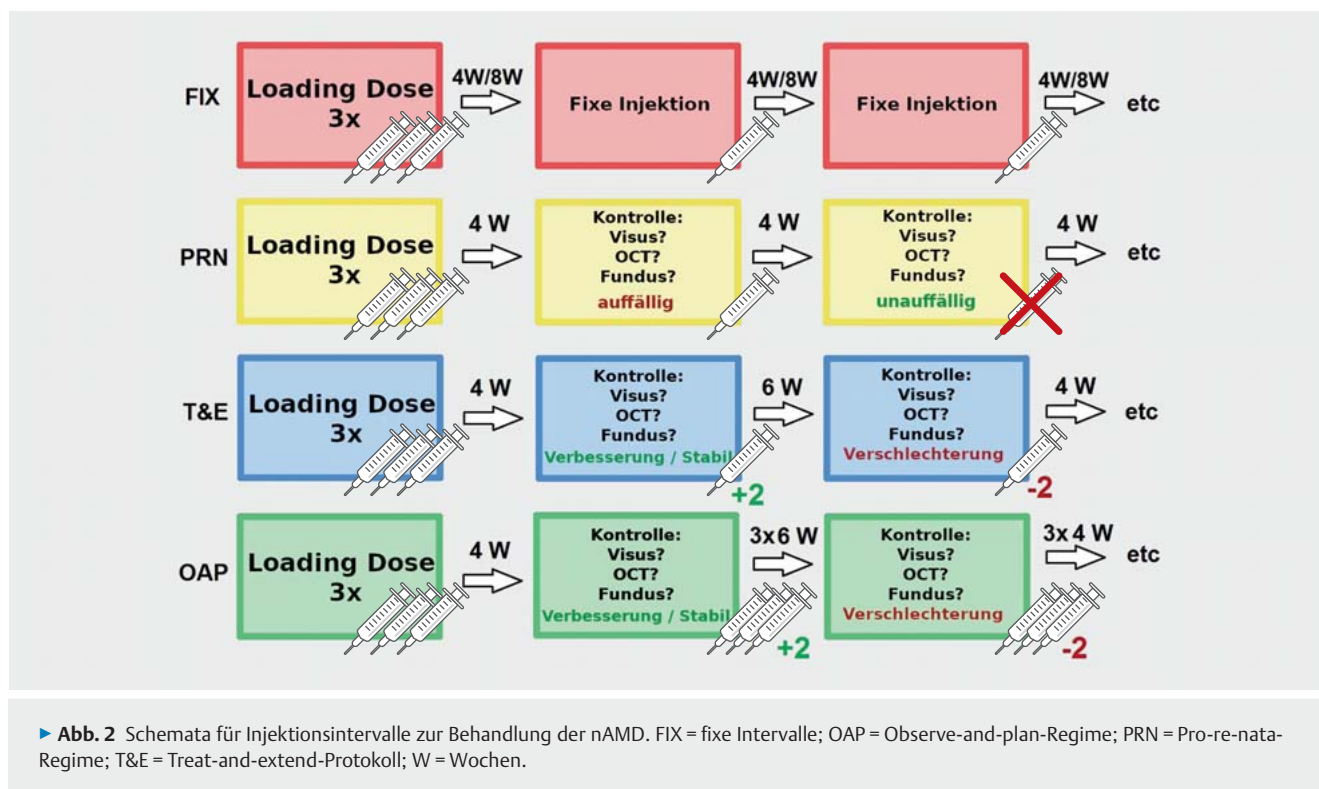 FIX
Loading Dose
3x
4W/8W
Fixe Injektion
4W/8W
Fixe Injektion
4W/8W
etc
PRN
Loading Dose
3x
4 W
Kontrolle:
Visus?
OCT?
Fundus?
auffällig
4 W
Kontrolle:
Visus?
OCT?
Fundus?
unauffällig
4 W
etc
T&E
Loading Dose
3x
4 W
Kontrolle:
Visus?
OCT?
Fundus?
Verbesserung / Stabil
+2
6 W
Kontrolle:
Visus?
OCT?
Fundus?
Verschlechterung
-2
4 W
etc
OAP
Loading Dose
3x
4 W
Kontrolle:
Visus?
OCT?
Fundus?
Verbesserung / Stabil
+2
3x6 W
Kontrolle:
Visus?
OCT?
Fundus?
Verschlechterung
-2
3x 4 W
etc
▶ Abb. 2 Schemata für Injektionsintervalle zur Behandlung der nAMD. FIX = fixe Intervalle; OAP = Observe-and-plan-Regime; PRN = Pro-re-nata-
Regime; T&E = Treat-and-extend-Protokoll; W = Wochen.